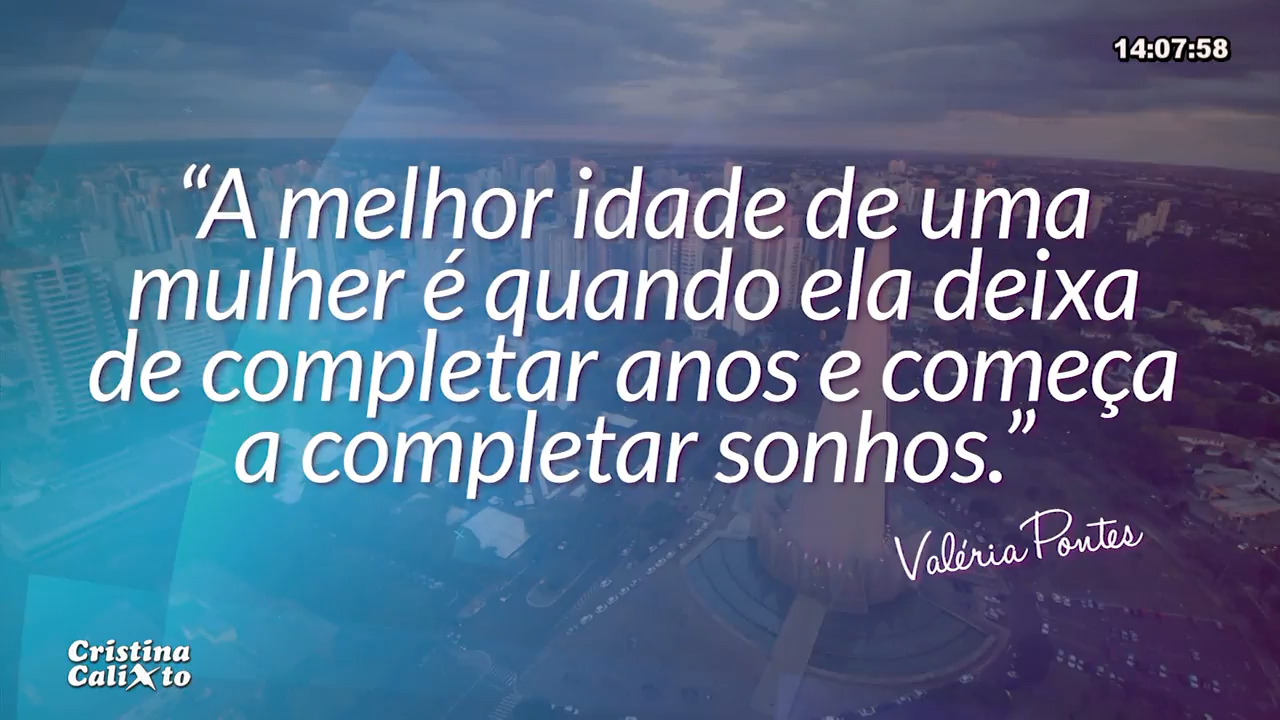 14:07:58
“A melhor idade de uma
mulher é quando ela deixa
de completar anos e começa
a completar sonhos.”
Valéria Pontes
Cristina
Calixto